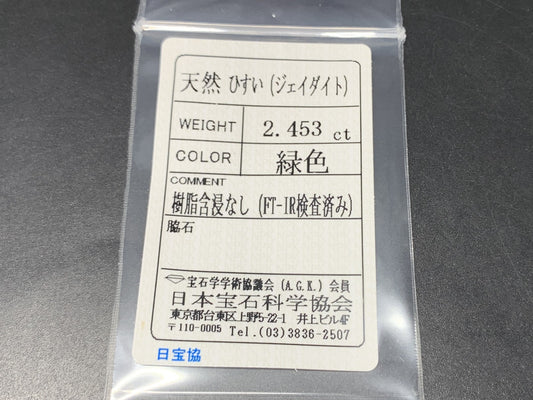 天然 ひすい (ジェイダイト)
WEIGHT 2.453 ct
COLOR 緑色
COMMENT
樹脂含浸なし (FT-IR検査済み)
脇石
宝石学学術協議会 (A.G.K.) 会員
日本宝石科学協会
東京都台東区上野5-22-1 井上ビル4F
〒110-0005 Tel.(03)3836-2507
日宝協